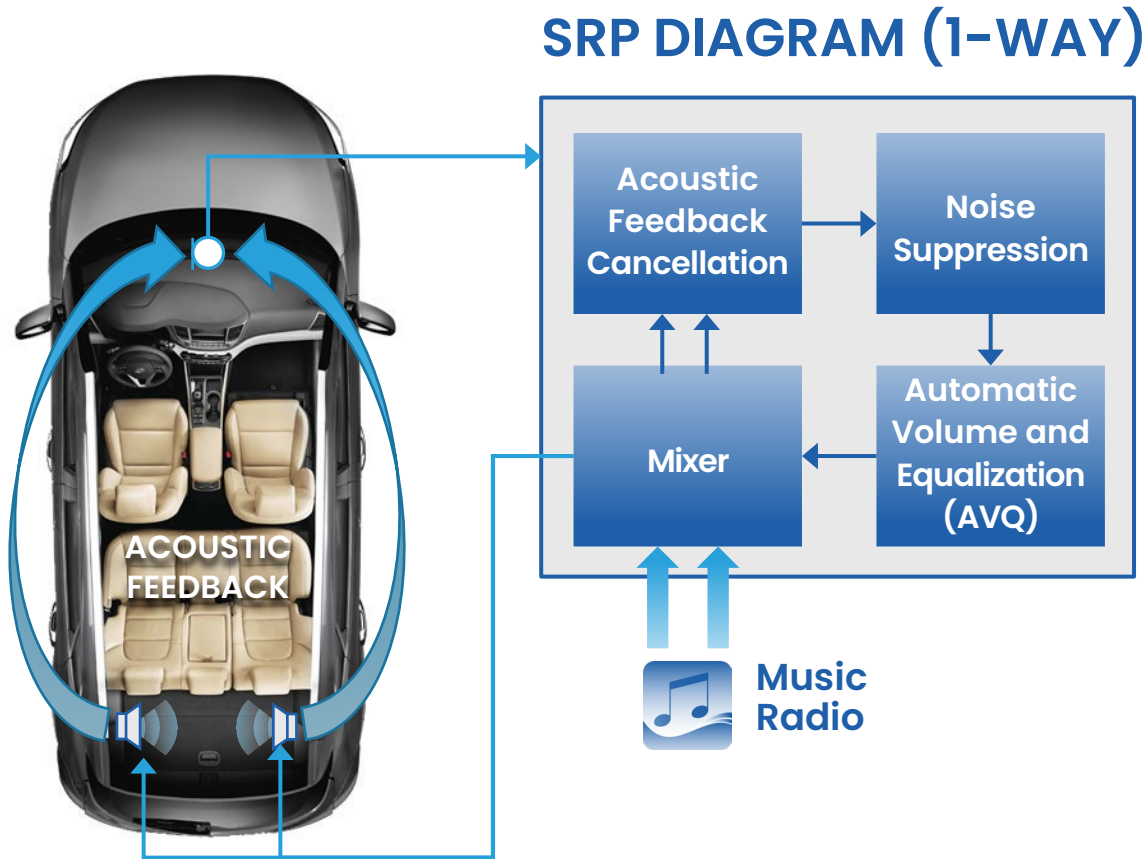 SRP DIAGRAM (1-WAY)
Acoustic
Feedback
Cancellation
Noise
Suppression
Mixer
Automatic
Volume and
Equalization
(AVQ)
ACOUSTIC
FEEDBACK
Music
Radio